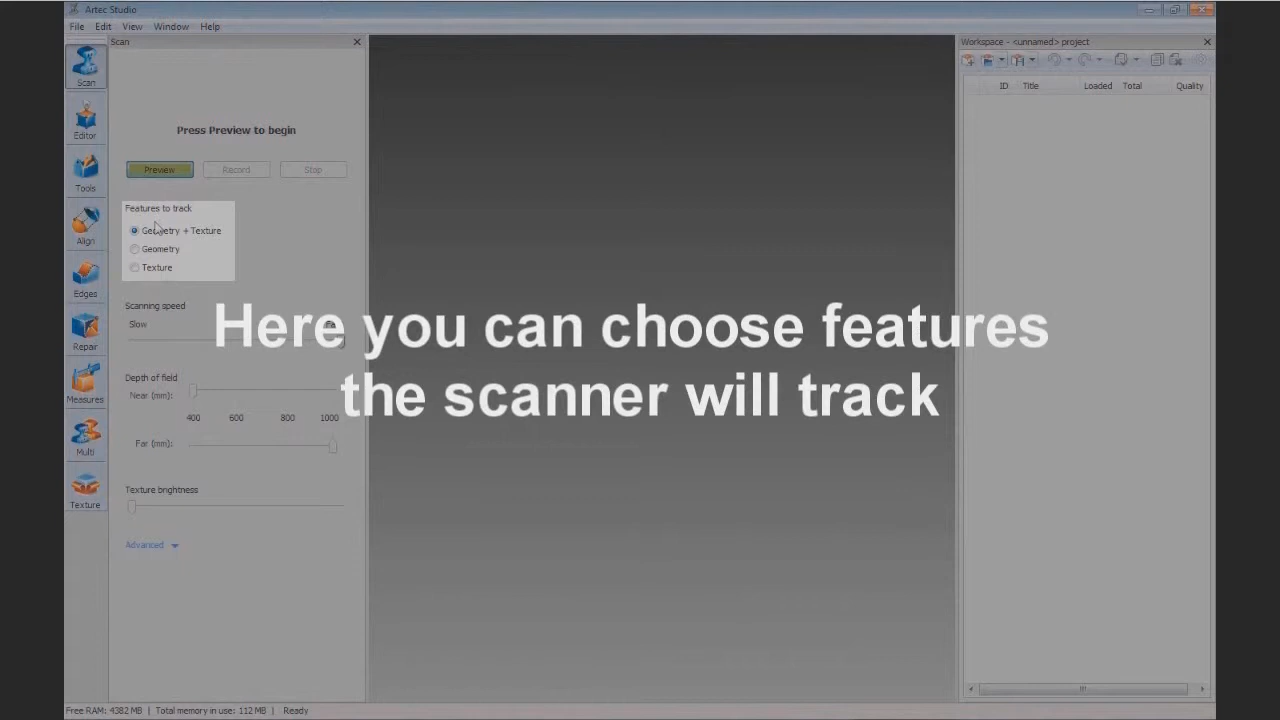 Artec Studio
File Edit View Window Help
Scan
Workspace - <unnamed> project
Scan
Editor
Tools
Align
Edges
Repair
Measures
Multi
Texture
Press Preview to begin
Preview Record Stop
Features to track
Geometry + Texture
Geometry
Texture
Scanning speed
Slow
Depth of field
Near (mm):
400 600 800 1000
Far (mm):
Texture brightness
Advanced
ID Title Loaded Total Quality
Here you can choose features
the scanner will track
Free RAM: 4382 MB | Total memory in use: 112 MB | Ready